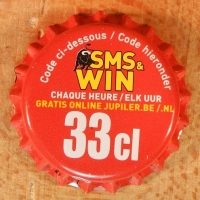 Code ci-dessous / Code hieronder
SMS &
WIN
CHAQUE HEURE / ELK UUR
GRATIS ONLINE JUPILER.BE / .NL
33cl